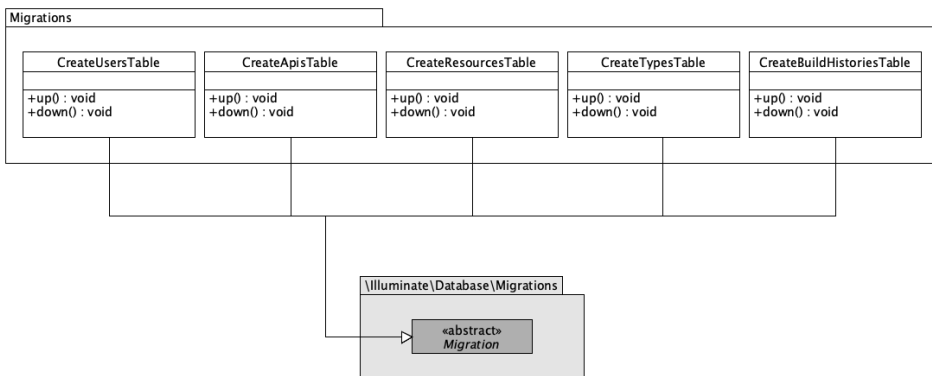 Migrations
CreateUsersTable
+up() : void
+down() : void
CreateApisTable
+up() : void
+down() : void
CreateResourcesTable
+up() : void
+down() : void
CreateTypesTable
+up() : void
+down() : void
CreateBuildHistoriesTable
+up() : void
+down() : void
\Illuminate\Database\Migrations
«abstract»
Migration